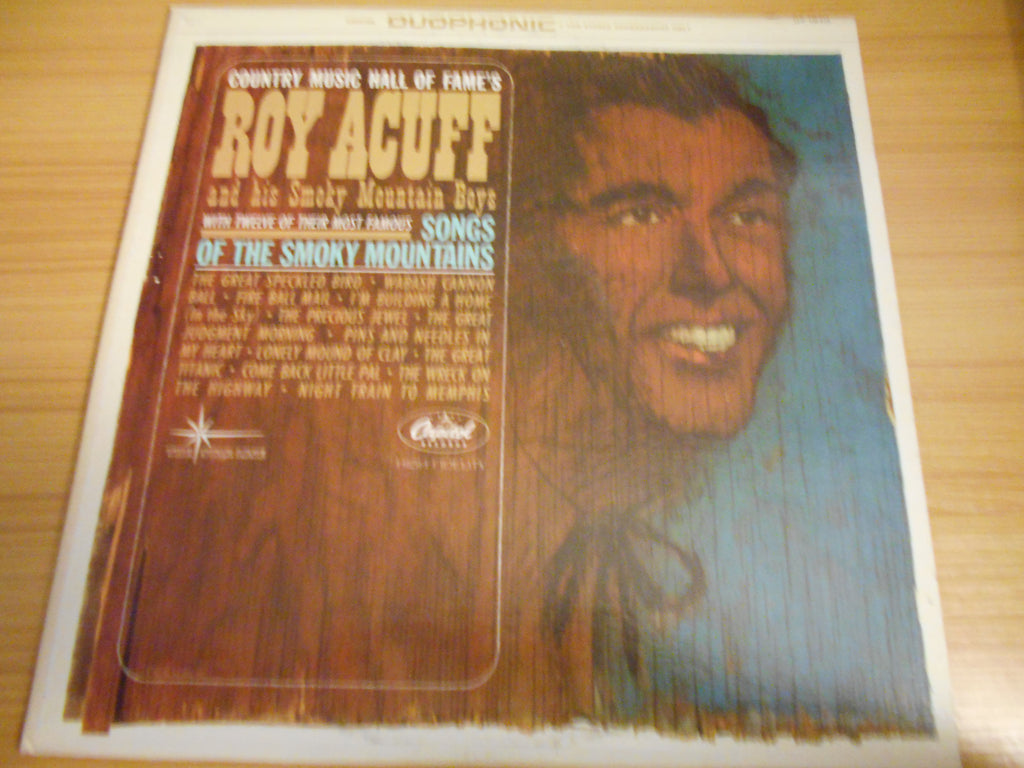 DUOPHONIC
COUNTRY MUSIC HALL OF FAME'S
ROY ACUFF
and his Smoky Mountain Boys
WITH TWELVE OF THEIR MOST FAMOUS SONGS
OF THE SMOKY MOUNTAINS
THE GREAT SPECKLED BIRD • WABASH CANNON
BALL • FIRE BALL MAIL • I'M BUILDING A HOME
(In the Sky) • THE PRECIOUS JEWEL • THE GREAT
JUDGMENT MORNING • PINS AND NEEDLES IN
MY HEART • LONELY MOUND OF CLAY • THE GREAT
TITANIC • COME BACK LITTLE PAL • THE WRECK ON
THE HIGHWAY • NIGHT TRAIN TO MEMPHIS
Capitol
RECORDS
HIGH FIDELITY